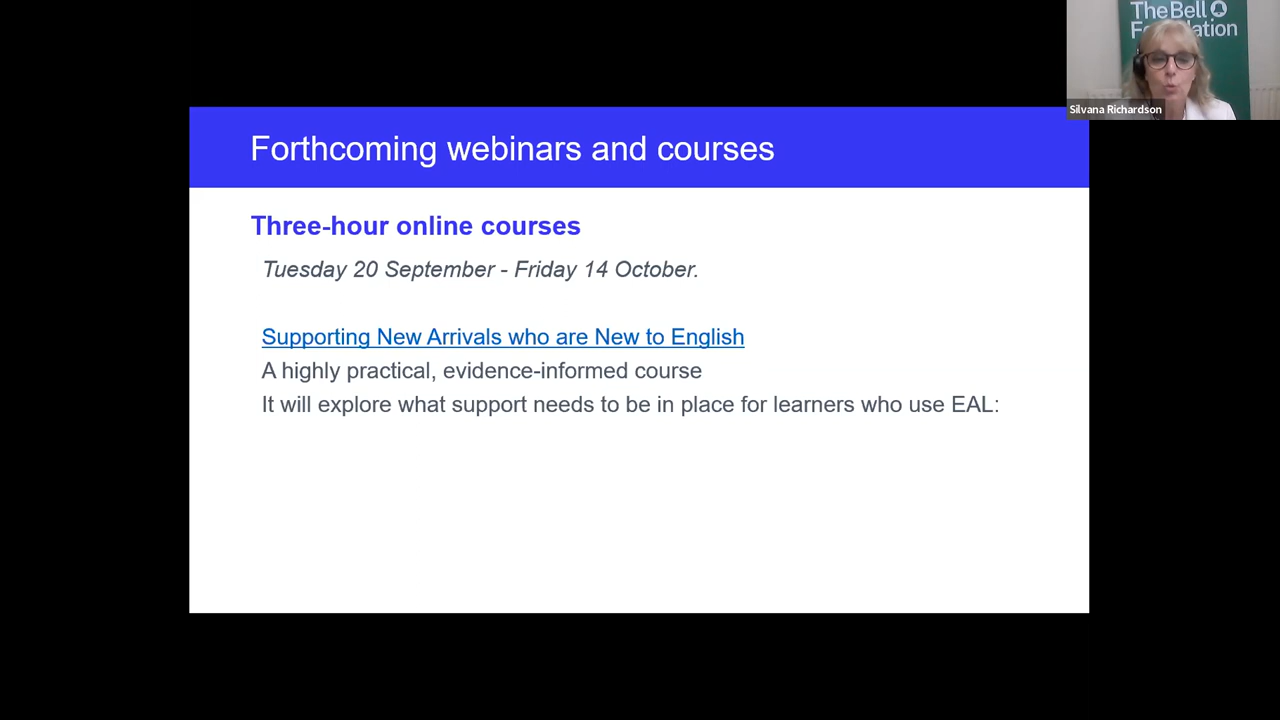 The Bell
Foundation
Silvana Richardson
Forthcoming webinars and courses
Three-hour online courses
Tuesday 20 September - Friday 14 October.
Supporting New Arrivals who are New to English
A highly practical, evidence-informed course
It will explore what support needs to be in place for learners who use EAL: